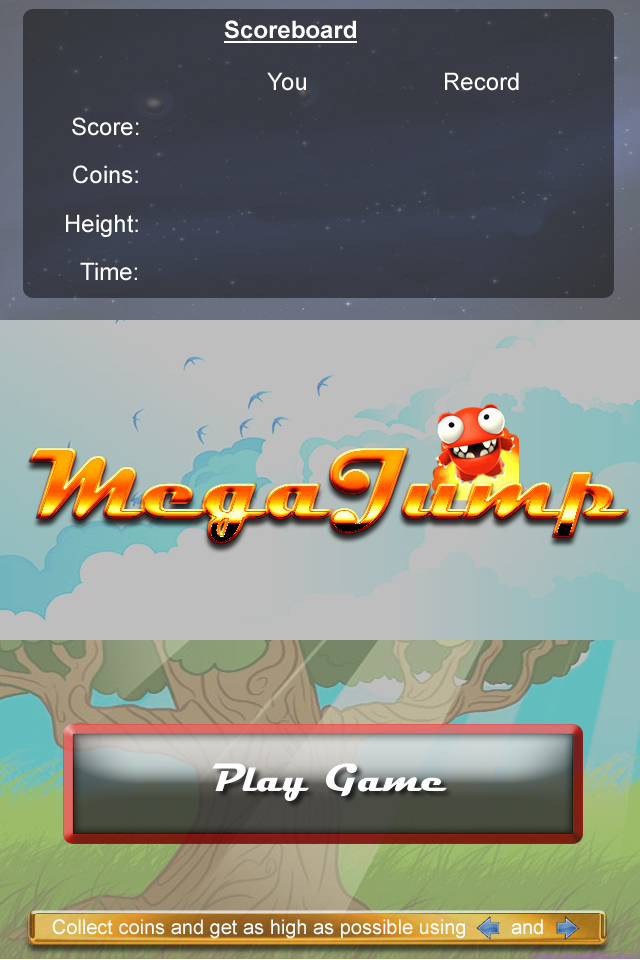 Scoreboard
You Record
Score:
Coins:
Height:
Time:
MegaJump
Play Game
Collect coins and get as high as possible using and